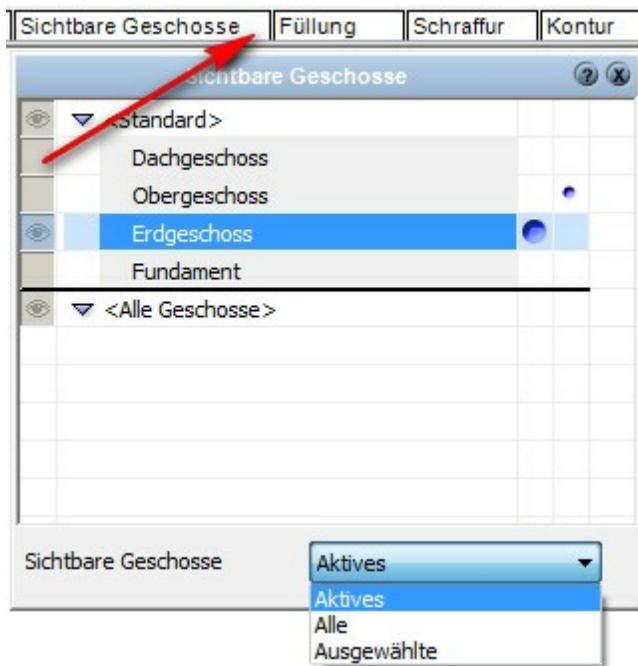 Sichtbare Geschosse Füllung Schraffur Kontur
Sichtbare Geschosse
<Standard>
Dachgeschoss
Obergeschoss
Erdgeschoss
Fundament
<Alle Geschosse>
Sichtbare Geschosse Aktives
Aktives
Alle
Ausgewählte